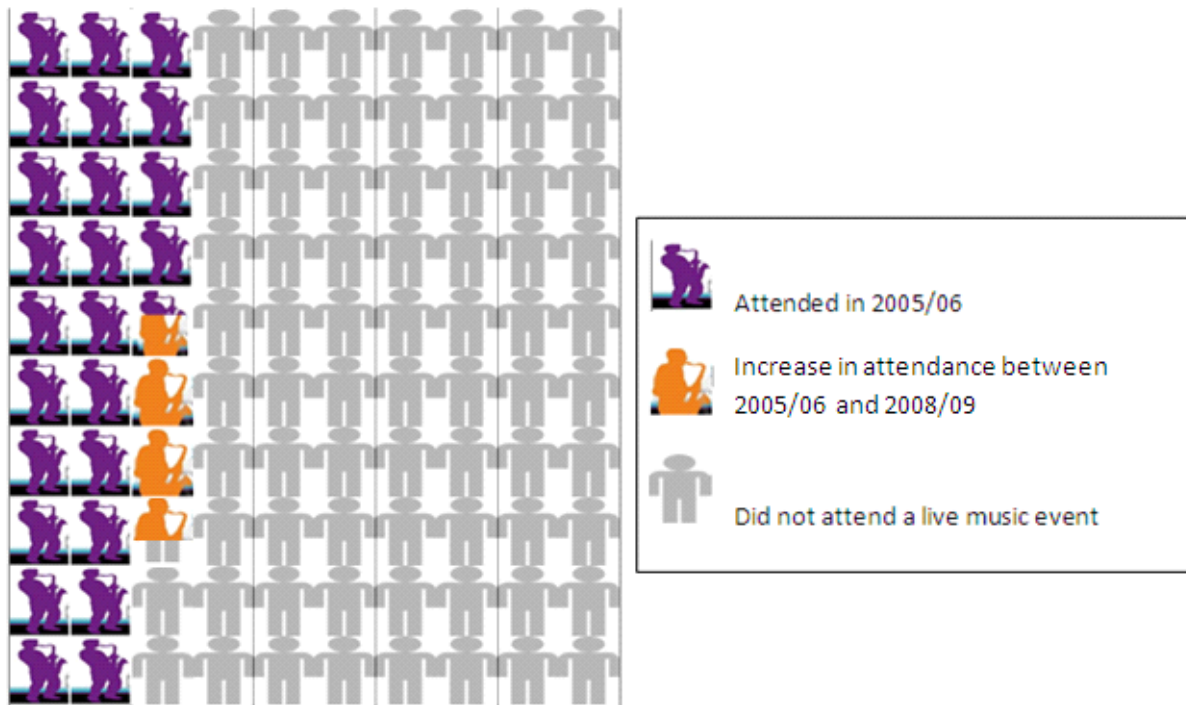 Attended in 2005/06
Increase in attendance between
2005/06 and 2008/09
Did not attend a live music event